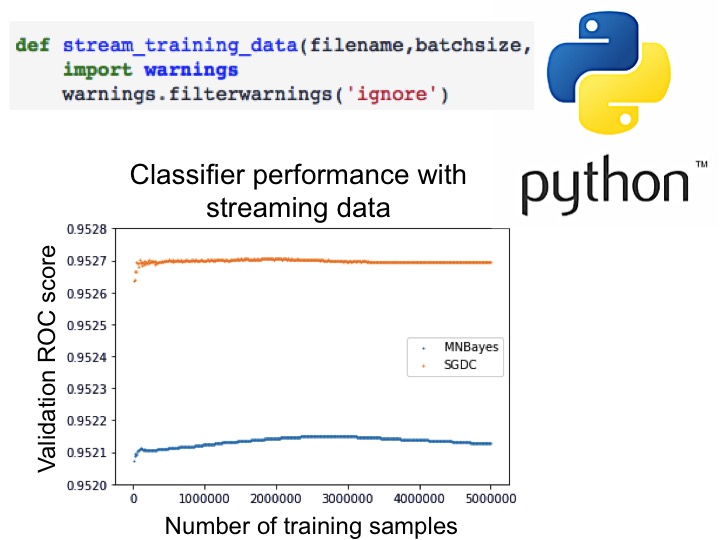 def stream_training_data(filename,batchsize,
import warnings
warnings.filterwarnings('ignore')
python™
Classifier performance with
streaming data
Validation ROC score
0.9528
0.9527
0.9526
0.9525
0.9524
0.9523
0.9522
0.9521
0.9520
MNBayes
SGDC
0 1000000 2000000 3000000 4000000 5000000
Number of training samples